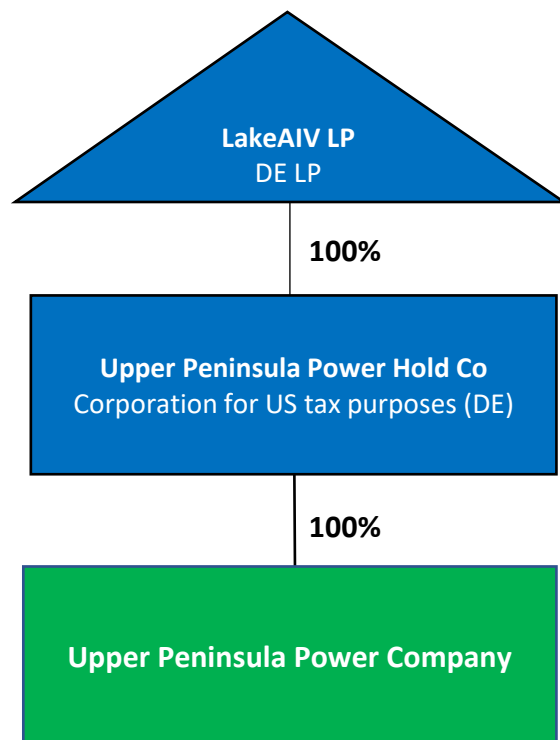 LakeAIV LP
DE LP
100%
Upper Peninsula Power Hold Co
Corporation for US tax purposes (DE)
100%
Upper Peninsula Power Company